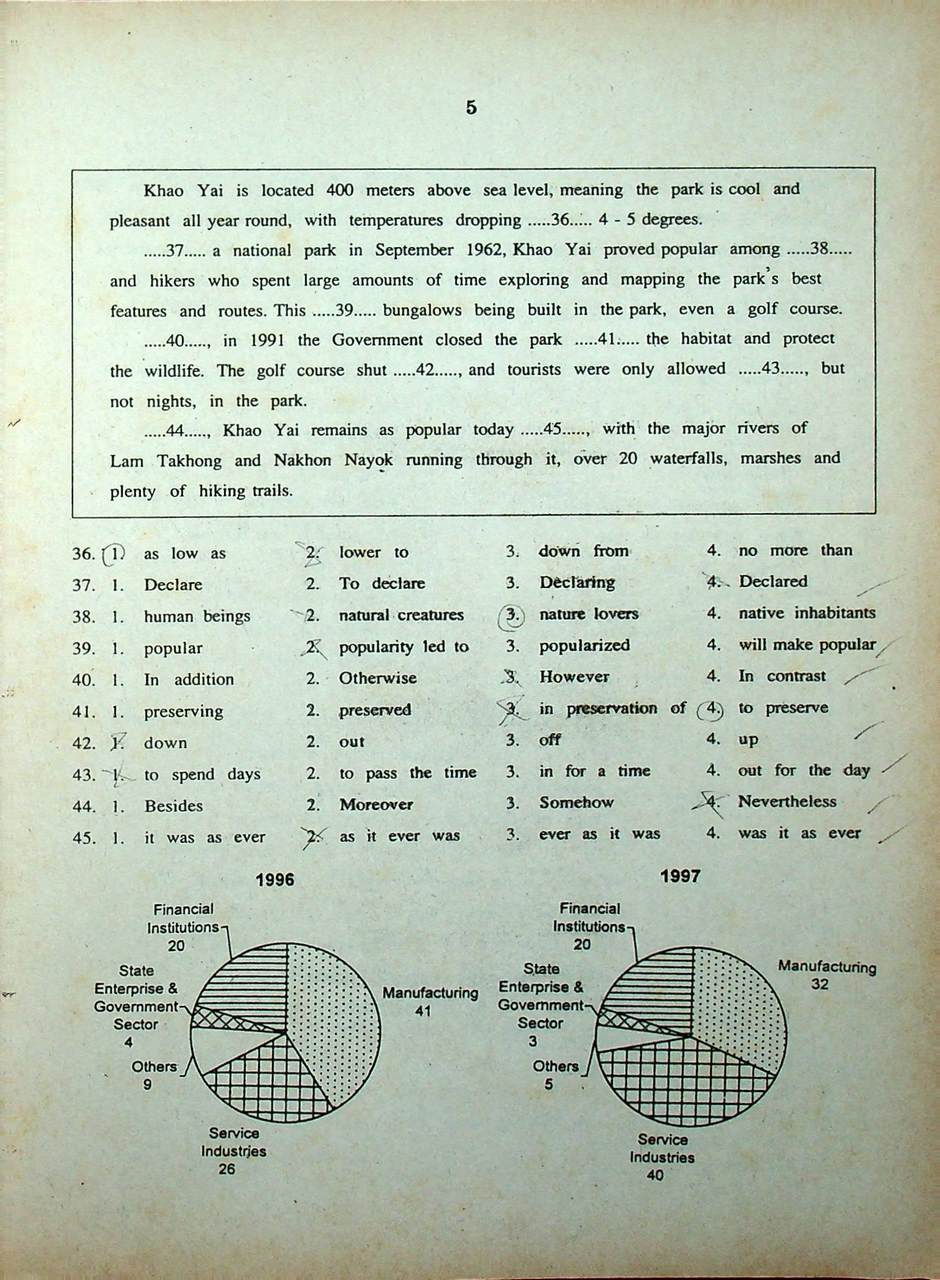 5
Khao Yai is located 400 meters above sea level, meaning the park is cool and
pleasant all year round, with temperatures dropping .....36..... 4 - 5 degrees.
.....37..... a national park in September 1962, Khao Yai proved popular among .....38.....
and hikers who spent large amounts of time exploring and mapping the park's best
features and routes. This .....39..... bungalows being built in the park, even a golf course.
.....40....., in 1991 the Government closed the park .....41..... the habitat and protect
the wildlife. The golf course shut .....42....., and tourists were only allowed .....43....., but
not nights, in the park.
.....44....., Khao Yai remains as popular today .....45....., with the major rivers of
Lam Takhong and Nakhon Nayok running through it, over 20 waterfalls, marshes and
plenty of hiking trails.
36. 1. as low as 2. lower to 3. down from 4. no more than
37. 1. Declare 2. To declare 3. Declaring 4. Declared
38. 1. human beings 2. natural creatures 3. nature lovers 4. native inhabitants
39. 1. popular 2. popularity led to 3. popularized 4. will make popular
40. 1. In addition 2. Otherwise 3. However 4. In contrast
41. 1. preserving 2. preserved 3. in preservation of 4. to preserve
42. 1. down 2. out 3. off 4. up
43. 1. to spend days 2. to pass the time 3. in for a time 4. out for the day
44. 1. Besides 2. Moreover 3. Somehow 4. Nevertheless
45. 1. it was as ever 2. as it ever was 3. ever as it was 4. was it as ever
1996
Financial
Institutions
20
State
Enterprise &
Government
Sector
4
Others
9
Manufacturing
41
Service
Industries
26
1997
Financial
Institutions
20
State
Enterprise &
Government
Sector
3
Others
5
Manufacturing
32
Service
Industries
40